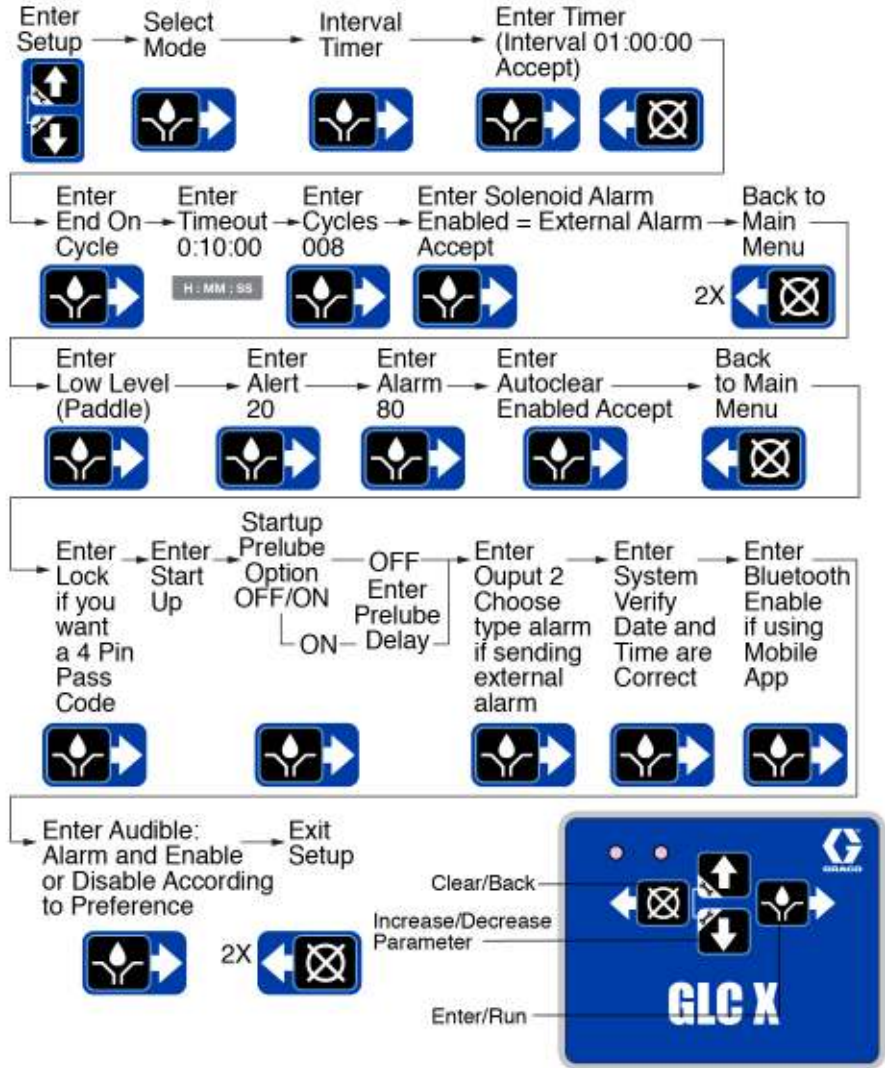 Enter
Setup
Select
Mode
Interval
Timer
Enter Timer
(Interval 01:00:00
Accept)
Enter
End On
Cycle
Enter
Timeout
0:10:00
H : MM : SS
Enter
Cycles
008
Enter Solenoid Alarm
Enabled = External Alarm
Accept
Back to
Main
Menu
2X
Enter
Low Level
(Paddle)
Enter
Alert
20
Enter
Alarm
80
Enter
Autoclear
Enabled Accept
Back
to Main
Menu
Enter
Lock
if you
want
a 4 Pin
Pass
Code
Enter
Start
Up
Startup
Prelube
Option
OFF/ON
OFF
Enter
Prelube
Delay
ON
Enter
Ouput 2
Choose
type alarm
if sending
external
alarm
Enter
System
Verify
Date and
Time are
Correct
Enter
Bluetooth
Enable
if using
Mobile
App
Enter Audible:
Alarm and Enable
or Disable According
to Preference
2X
Exit
Setup
Clear/Back
Increase/Decrease
Parameter
Enter/Run
GRACO
GLC X